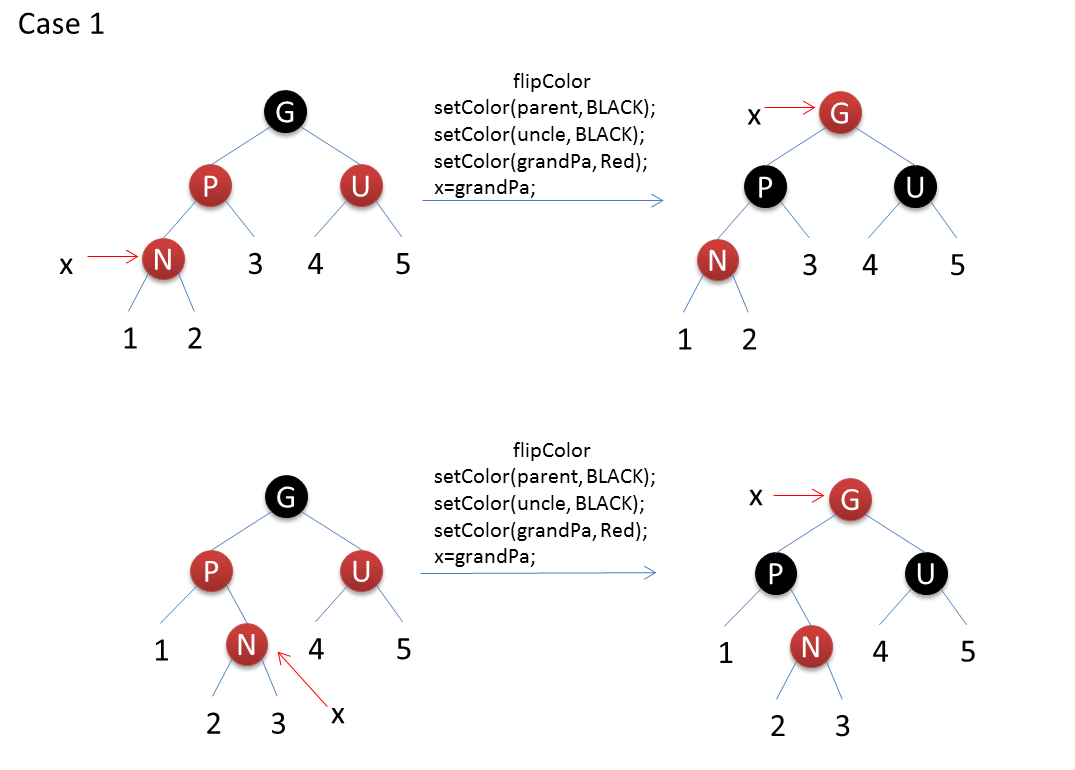 Case 1
flipColor
setColor(parent, BLACK);
setColor(uncle, BLACK);
setColor(grandPa, Red);
x=grandPa;
G
P
U
x
N
3
4
5
1
2
x
G
P
U
N
3
4
5
1
2
flipColor
setColor(parent, BLACK);
setColor(uncle, BLACK);
setColor(grandPa, Red);
x=grandPa;
G
P
U
1
N
4
5
2
3
x
x
G
P
U
1
N
4
5
2
3